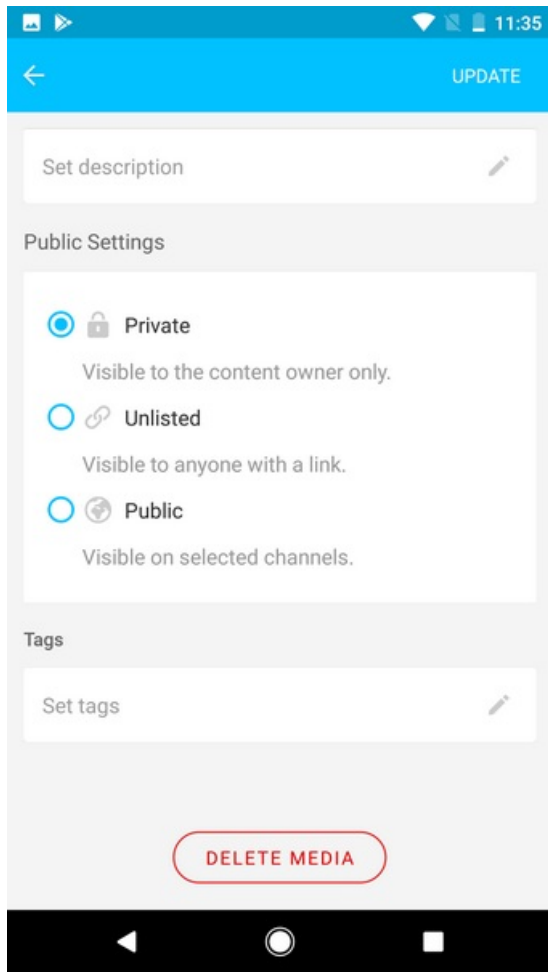 11:35
UPDATE
Set description
Public Settings
Private
Visible to the content owner only.
Unlisted
Visible to anyone with a link.
Public
Visible on selected channels.
Tags
Set tags
DELETE MEDIA